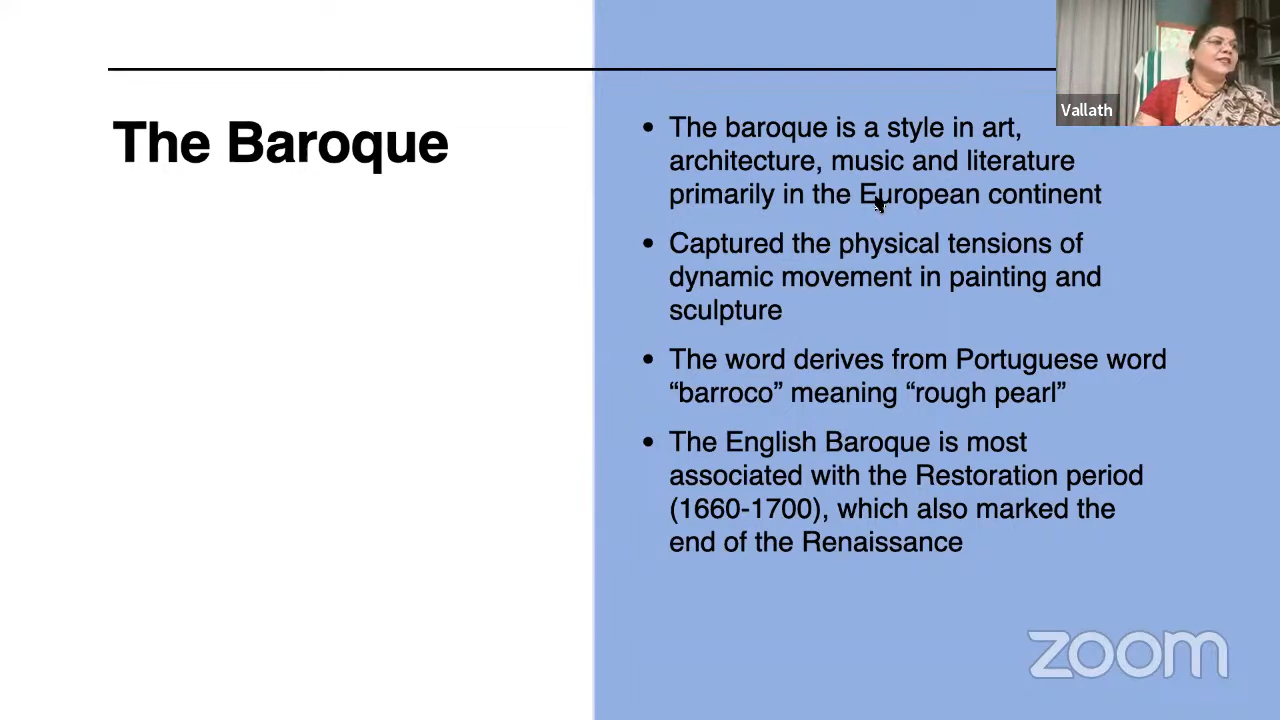 The Baroque
• The baroque is a style in art,
architecture, music and literature
primarily in the European continent
• Captured the physical tensions of
dynamic movement in painting and
sculpture
• The word derives from Portuguese word
“barroco” meaning “rough pearl”
• The English Baroque is most
associated with the Restoration period
(1660-1700), which also marked the
end of the Renaissance
Vallath
zoom